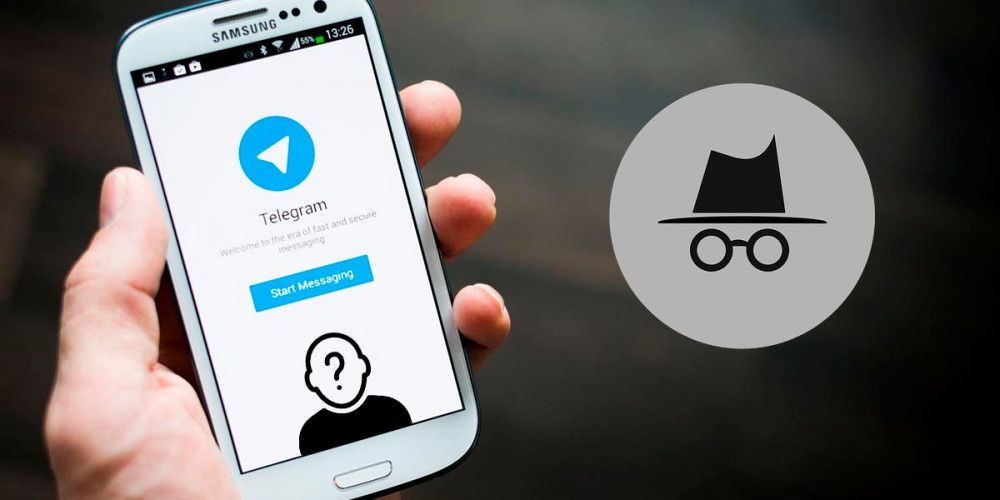 SAMSUNG
55% 13:26
Telegram
Welcome to the era of fast and secure
messaging
Start Messaging
?